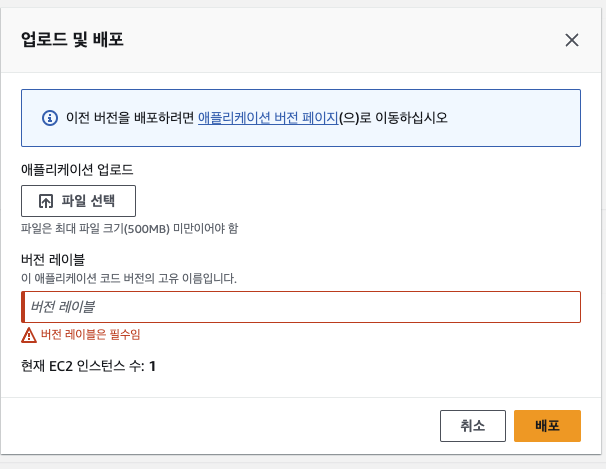 업로드 및 배포
이전 버전을 배포하려면 애플리케이션 버전 페이지(으)로 이동하십시오
애플리케이션 업로드
파일 선택
파일은 최대 파일 크기(500MB) 미만이어야 함
버전 레이블
이 애플리케이션 코드 버전의 고유 이름입니다.
버전 레이블
버전 레이블은 필수임
현재 EC2 인스턴스 수: 1
취소 배포